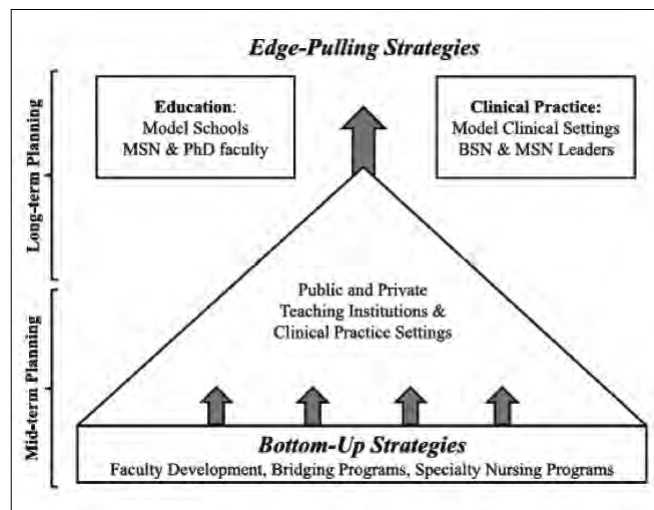 Edge-Pulling Strategies
Education:
Model Schools
MSN & PhD faculty
Clinical Practice:
Model Clinical Settings
BSN & MSN Leaders
Long-term Planning
Public and Private
Teaching Institutions &
Clinical Practice Settings
Mid-term Planning
Bottom-Up Strategies
Faculty Development, Bridging Programs, Specialty Nursing Programs